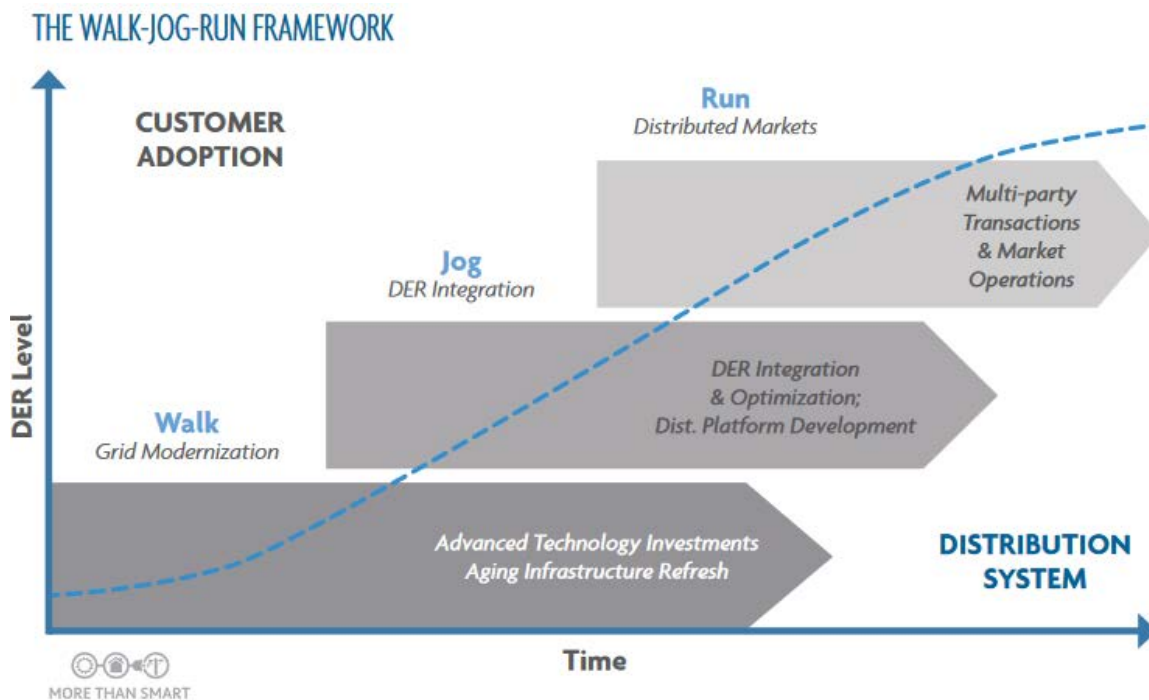 THE WALK-JOG-RUN FRAMEWORK
CUSTOMER
ADOPTION
Run
Distributed Markets
Multi-party
Transactions
& Market
Operations
Jog
DER Integration
DER Integration
& Optimization;
Dist. Platform Development
Walk
Grid Modernization
Advanced Technology Investments
Aging Infrastructure Refresh
DISTRIBUTION
SYSTEM
DER Level
Time
MORE THAN SMART